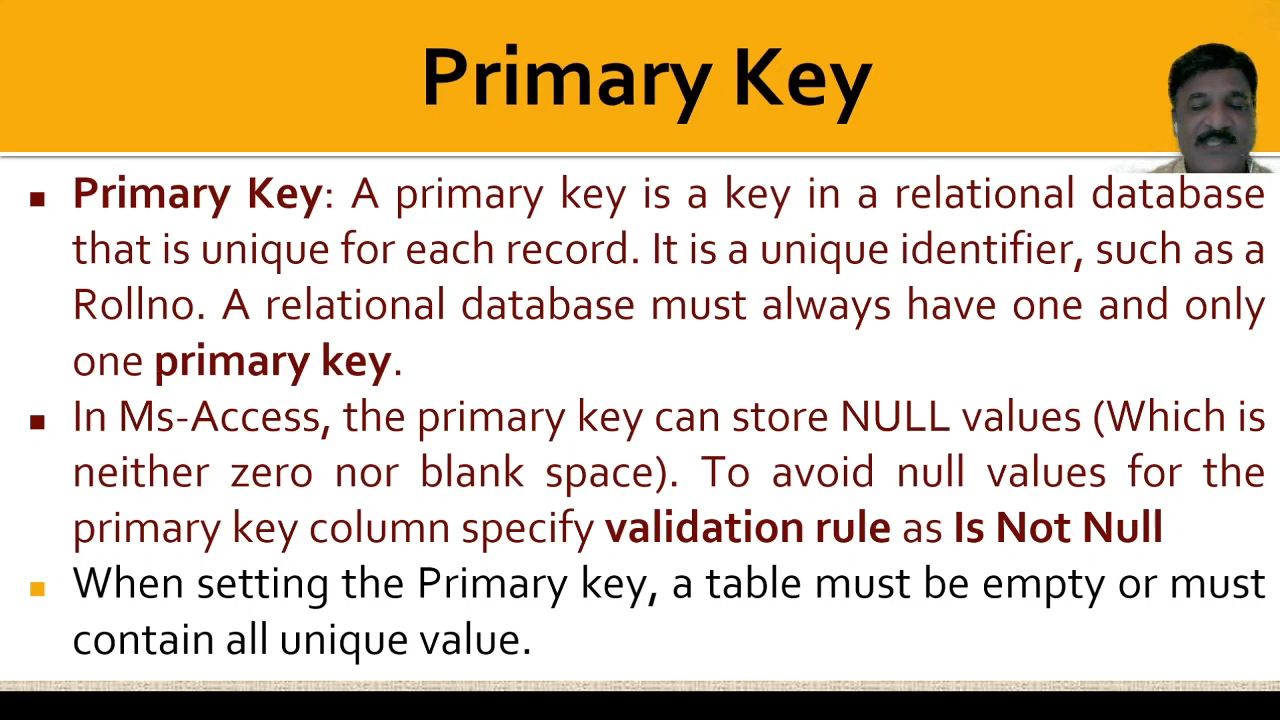 Primary Key
Primary Key: A primary key is a key in a relational database
that is unique for each record. It is a unique identifier, such as a
Rollno. A relational database must always have one and only
one primary key.
In Ms-Access, the primary key can store NULL values (Which is
neither zero nor blank space). To avoid null values for the
primary key column specify validation rule as Is Not Null
When setting the Primary key, a table must be empty or must
contain all unique value.